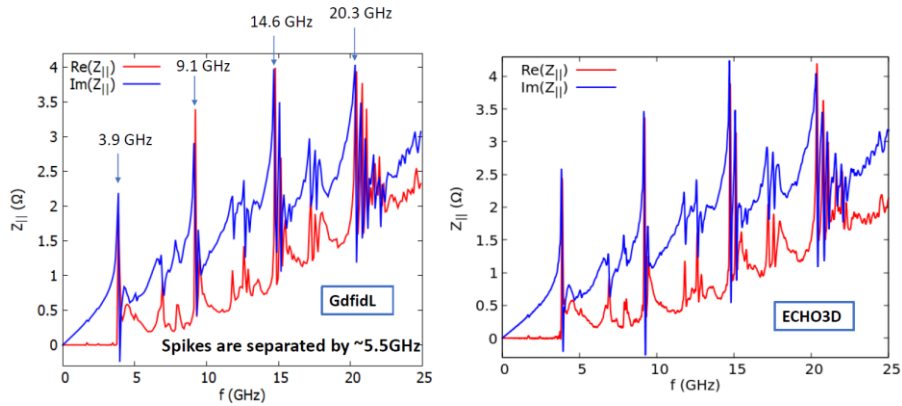 14.6 GHz
20.3 GHz
9.1 GHz
3.9 GHz
Re(Z||)
Im(Z||)
4
3.5
3
2.5
2
1.5
1
0.5
0
Z|| (Ω)
GdfidL
Spikes are separated by ~5.5GHz
0 5 10 15 20 25
f (GHz)
Re(Z||)
Im(Z||)
4
3.5
3
2.5
2
1.5
1
0.5
0
Z|| (Ω)
ECHO3D
0 5 10 15 20 25
f (GHz)